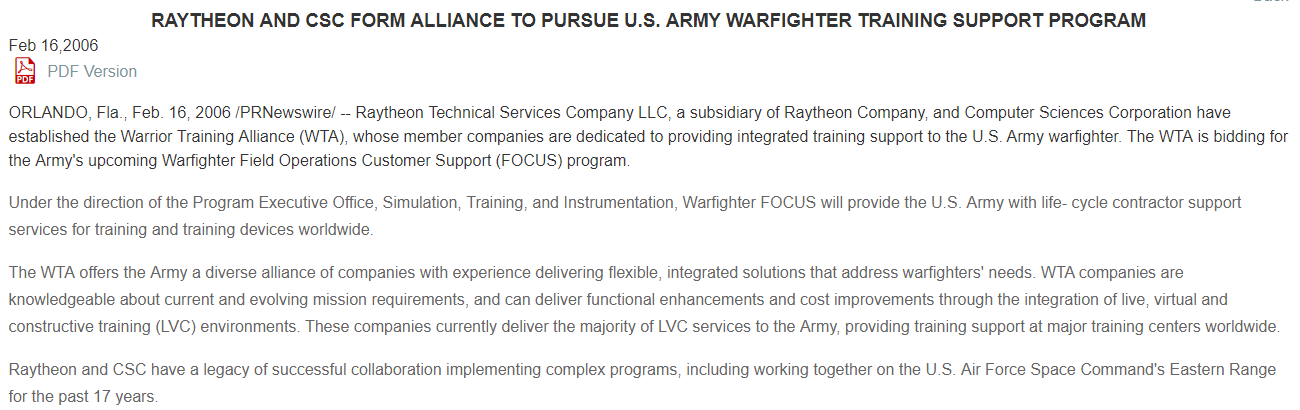 RAYTHEON AND CSC FORM ALLIANCE TO PURSUE U.S. ARMY WARFIGHTER TRAINING SUPPORT PROGRAM
Feb 16,2006
PDF
PDF Version
ORLANDO, Fla., Feb. 16, 2006 /PRNewswire/ -- Raytheon Technical Services Company LLC, a subsidiary of Raytheon Company, and Computer Sciences Corporation have
established the Warrior Training Alliance (WTA), whose member companies are dedicated to providing integrated training support to the U.S. Army warfighter. The WTA is bidding for
the Army's upcoming Warfighter Field Operations Customer Support (FOCUS) program.
Under the direction of the Program Executive Office, Simulation, Training, and Instrumentation, Warfighter FOCUS will provide the U.S. Army with life- cycle contractor support
services for training and training devices worldwide.
The WTA offers the Army a diverse alliance of companies with experience delivering flexible, integrated solutions that address warfighters' needs. WTA companies are
knowledgeable about current and evolving mission requirements, and can deliver functional enhancements and cost improvements through the integration of live, virtual and
constructive training (LVC) environments. These companies currently deliver the majority of LVC services to the Army, providing training support at major training centers worldwide.
Raytheon and CSC have a legacy of successful collaboration implementing complex programs, including working together on the U.S. Air Force Space Command's Eastern Range
for the past 17 years.